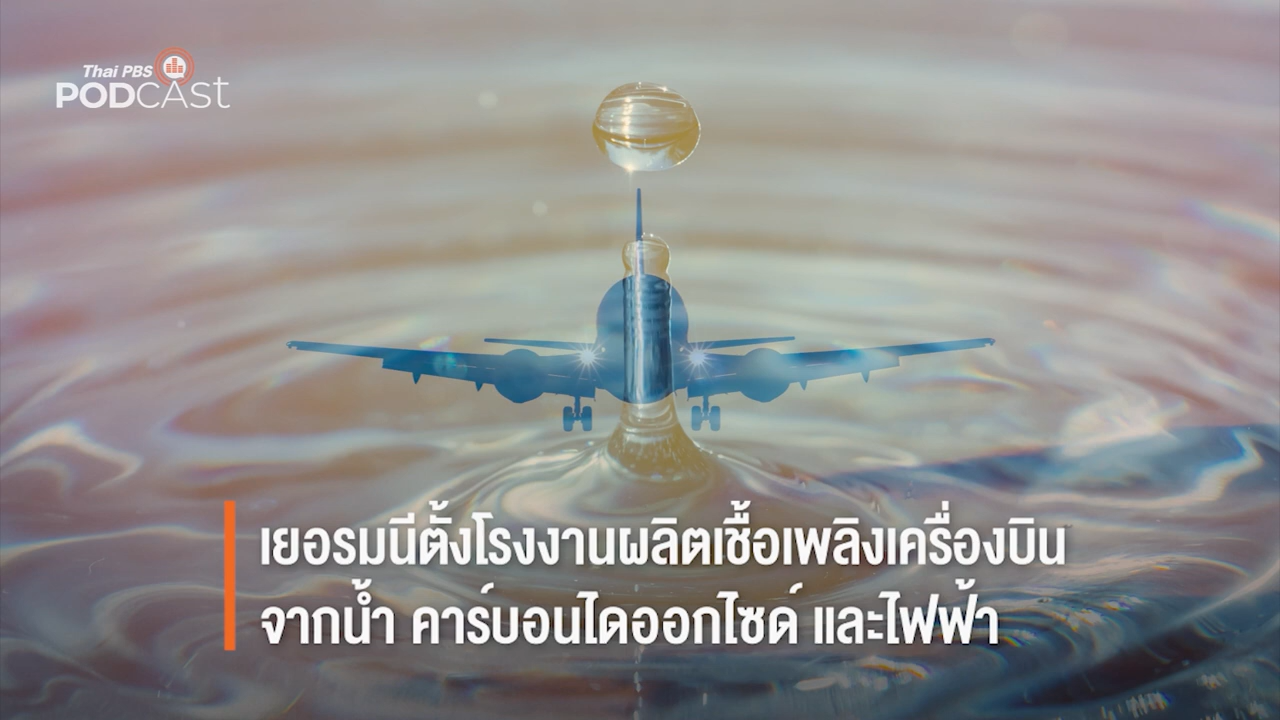 Thai PBS
PODCAST
เยอรมนีตั้งโรงงานผลิตเชื้อเพลิงเครื่องบิน
จากน้ำ คาร์บอนไดออกไซด์ และไฟฟ้า